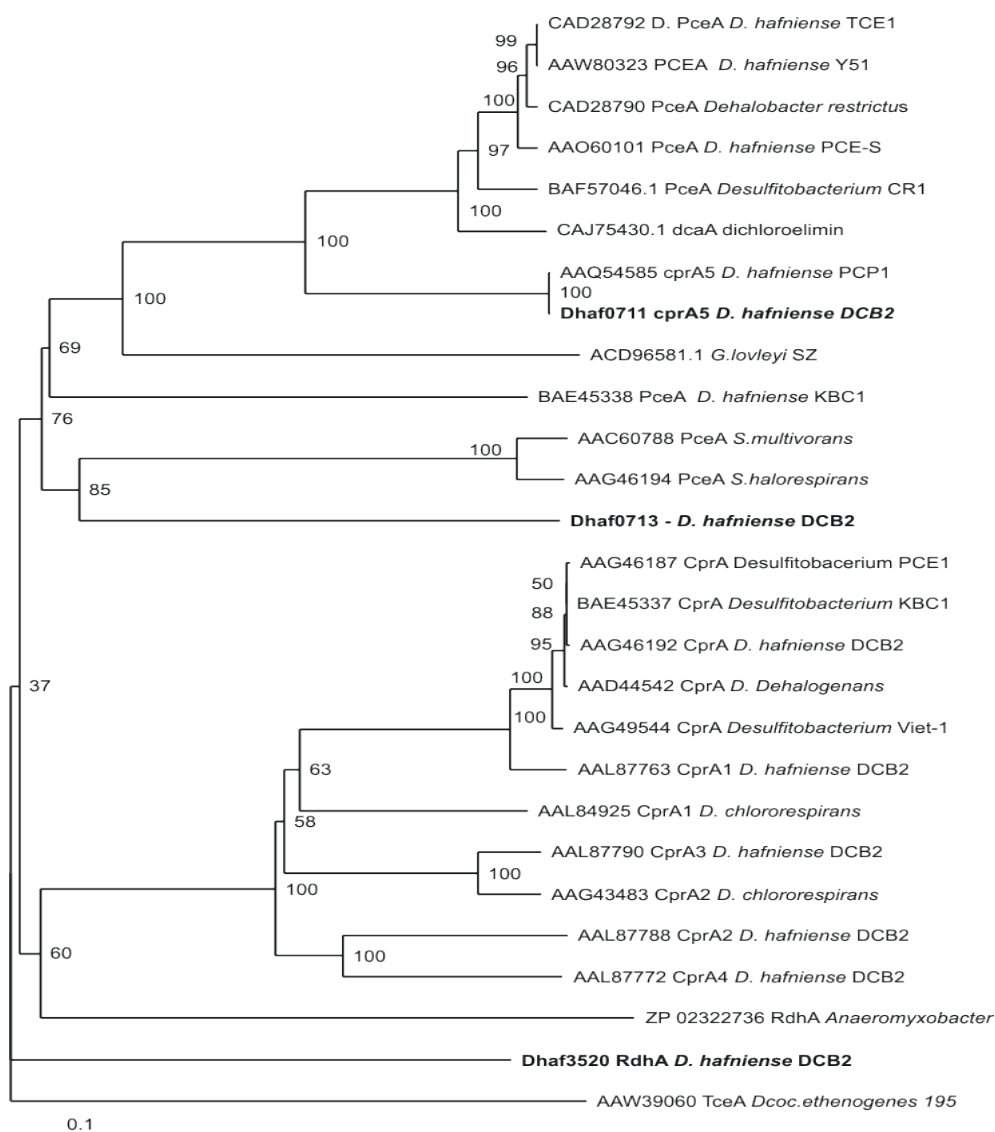 CAD28792 D. PceA D. hafniense TCE1
99
AAW80323 PCEA D. hafniense Y51
96
100
CAD28790 PceA Dehalobacter restrictus
AAO60101 PceA D. hafniense PCE-S
97
BAF57046.1 PceA Desulfitobacterium CR1
100
CAJ75430.1 dcaA dichloroelimin
100
AAQ54585 cprA5 D. hafniense PCP1
100
100
Dhaf0711 cprA5 D. hafniense DCB2
69
ACD96581.1 G.lovleyi SZ
BAE45338 PceA D. hafniense KBC1
76
AAC60788 PceA S.multivorans
100
AAG46194 PceA S.halorespirans
85
Dhaf0713 - D. hafniense DCB2
AAG46187 CprA Desulfitobacerium PCE1
50
BAE45337 CprA Desulfitobacterium KBC1
88
AAG46192 CprA D. hafniense DCB2
95
100
AAD44542 CprA D. Dehalogenans
37
100
AAG49544 CprA Desulfitobacterium Viet-1
63
AAL87763 CprA1 D. hafniense DCB2
AAL84925 CprA1 D. chlororespirans
58
AAL87790 CprA3 D. hafniense DCB2
100
100
AAG43483 CprA2 D. chlororespirans
AAL87788 CprA2 D. hafniense DCB2
60
100
AAL87772 CprA4 D. hafniense DCB2
ZP 02322736 RdhA Anaeromyxobacter
Dhaf3520 RdhA D. hafniense DCB2
AAW39060 TceA Dcoc.ethenogenes 195
0.1